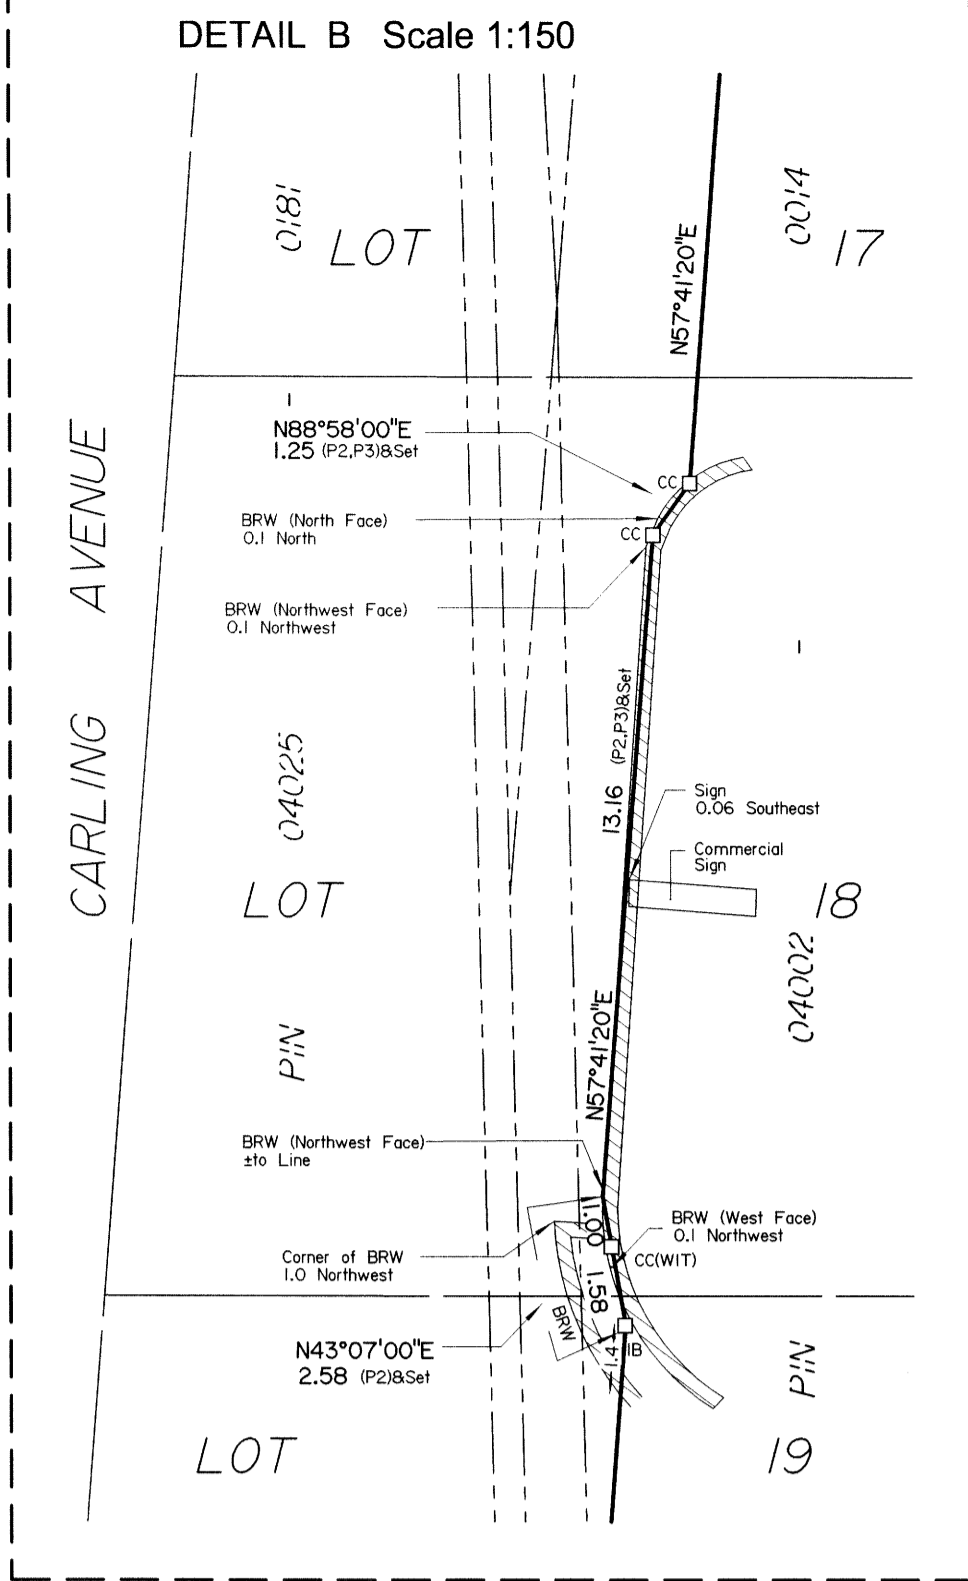 DETAIL B Scale 1:150
0181
LOT
0014
17
N57°41'20"E
N88°58'00"E
1.25 (P2,P3)&Set
CC
BRW (North Face)
0.1 North
CC
BRW (Northwest Face)
0.1 Northwest
CARLING AVENUE
13.16 (P2,P3)&Set
04025
Sign
0.06 Southeast
Commercial
Sign
LOT
18
04002
PIN
N57°41'20"E
BRW (Northwest Face)
±to Line
1.00
BRW (West Face)
0.1 Northwest
Corner of BRW
1.0 Northwest
CC(WIT)
1.58
BRW
N43°07'00"E
2.58 (P2)&Set
1.4
IB
PIN
LOT
19